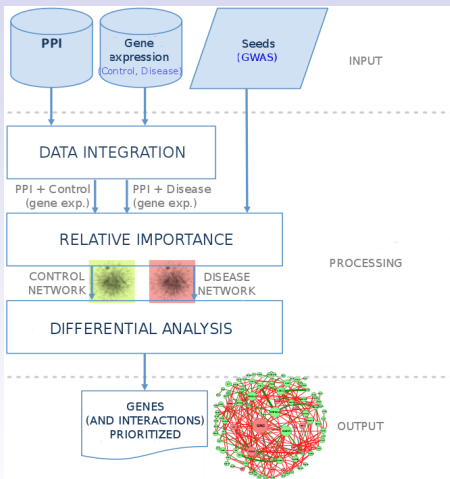 PPI
Gene
expression
(Control, Disease)
Seeds
(GWAS)
INPUT
DATA INTEGRATION
PPI + Control
(gene exp.)
PPI + Disease
(gene exp.)
RELATIVE IMPORTANCE
PROCESSING
CONTROL
NETWORK
DISEASE
NETWORK
DIFFERENTIAL ANALYSIS
GENES
(AND INTERACTIONS)
PRIORITIZED
OUTPUT